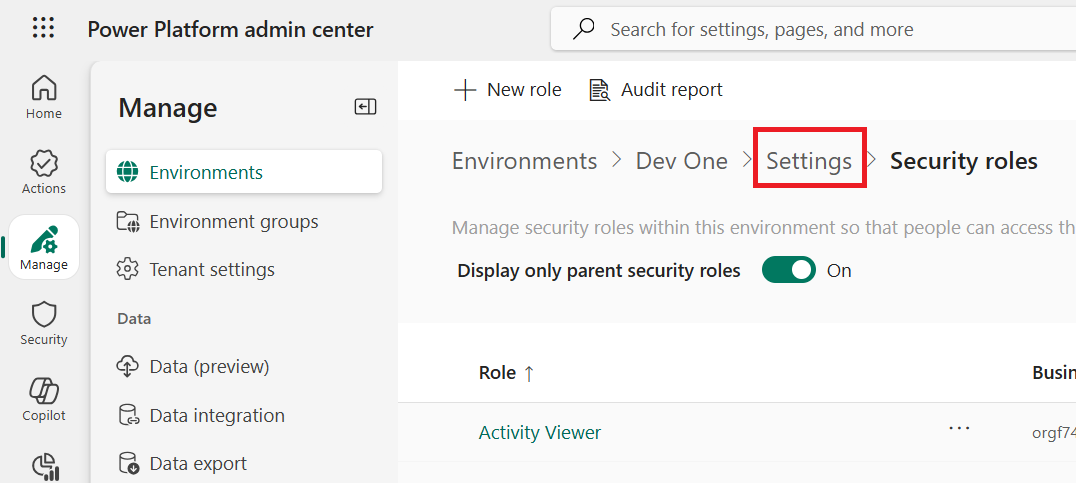 Power Platform admin center
Search for settings, pages, and more
Home
Actions
Manage
Security
Copilot
Manage
Environments
Environment groups
Tenant settings
Data
Data (preview)
Data integration
Data export
New role
Audit report
Environments > Dev One > Settings > Security roles
Manage security roles within this environment so that people can access th
Display only parent security roles On
Role ↑ Busin
Activity Viewer ··· orgf74